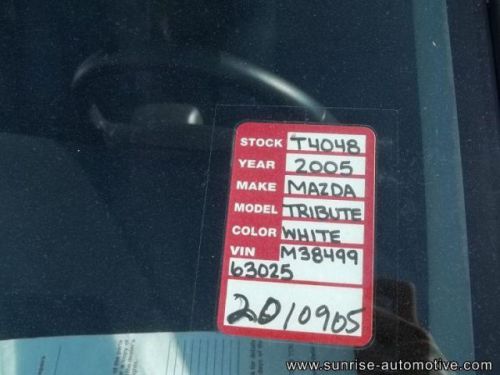 STOCK T4048
YEAR 2005
MAKE MAZDA
MODEL TRIBUTE
COLOR WHITE
VIN M38499
63025
2010905
www.sunrise-automotive.com